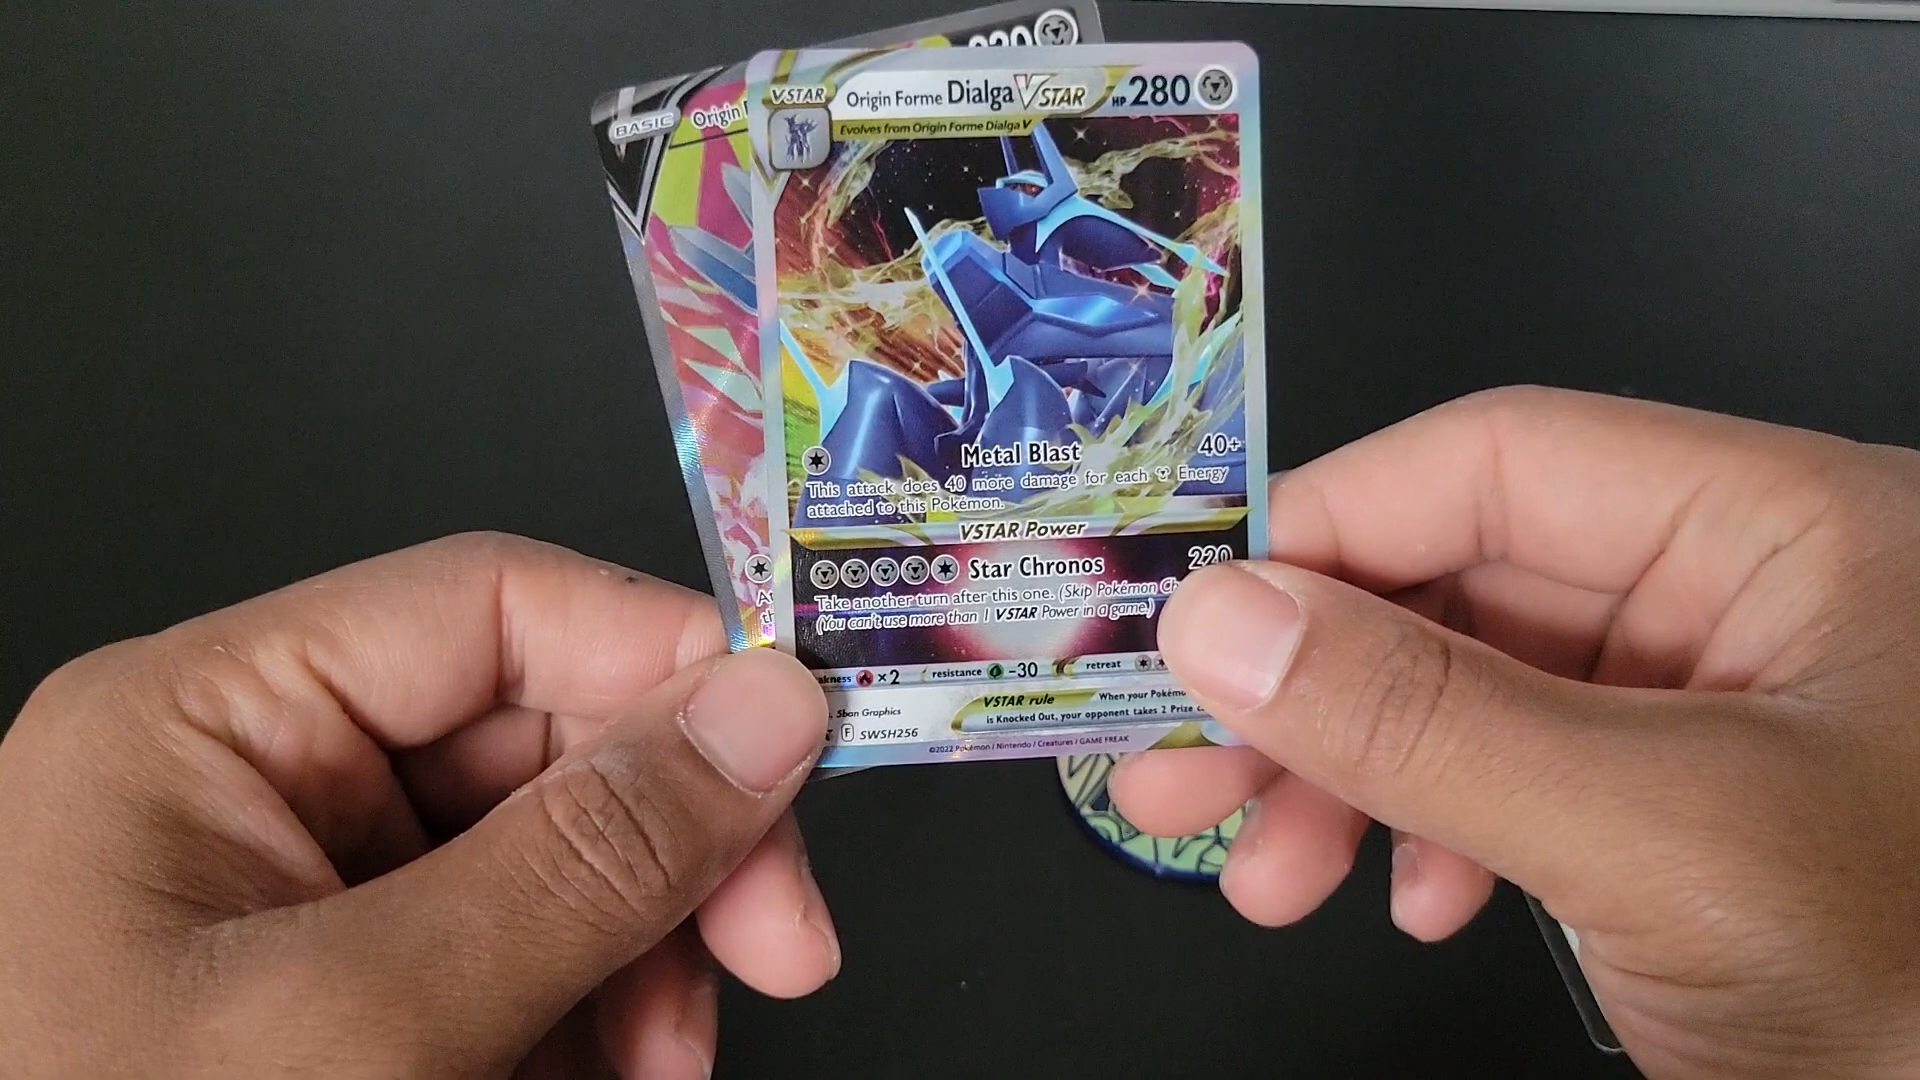 220
BASIC
Origin F
VSTAR
Origin Forme Dialga VSTAR HP 280
Evolves from Origin Forme Dialga V
Metal Blast 40+
This attack does 40 more damage for each Energy
attached to this Pokémon.
VSTAR Power
Star Chronos 220
Take another turn after this one. (Skip Pokémon Ch
(You can't use more than 1 VSTAR Power in a game.)
akness ×2 resistance -30 retreat
VSTAR rule When your Pokémo
is Knocked Out, your opponent takes 2 Prize c
5ban Graphics
F SWSH256
©2022 Pokémon / Nintendo / Creatures / GAME FREAK